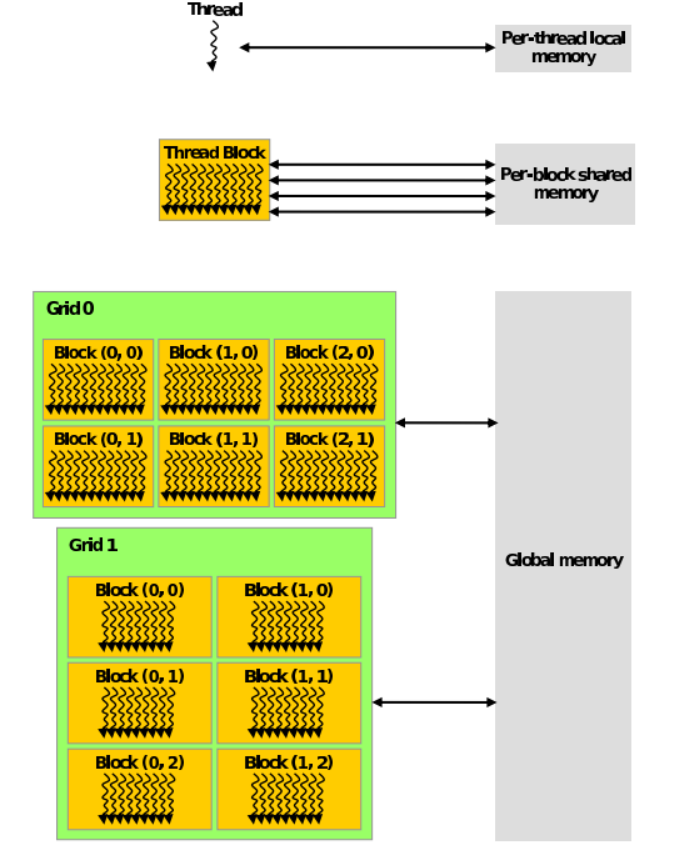 Thread
Per-thread local
memory
Thread Block
Per-block shared
memory
Grid 0
Block (0, 0) Block (1, 0) Block (2, 0)
Block (0, 1) Block (1, 1) Block (2, 1)
Grid 1
Block (0, 0) Block (1, 0)
Global memory
Block (0, 1) Block (1, 1)
Block (0, 2) Block (1, 2)